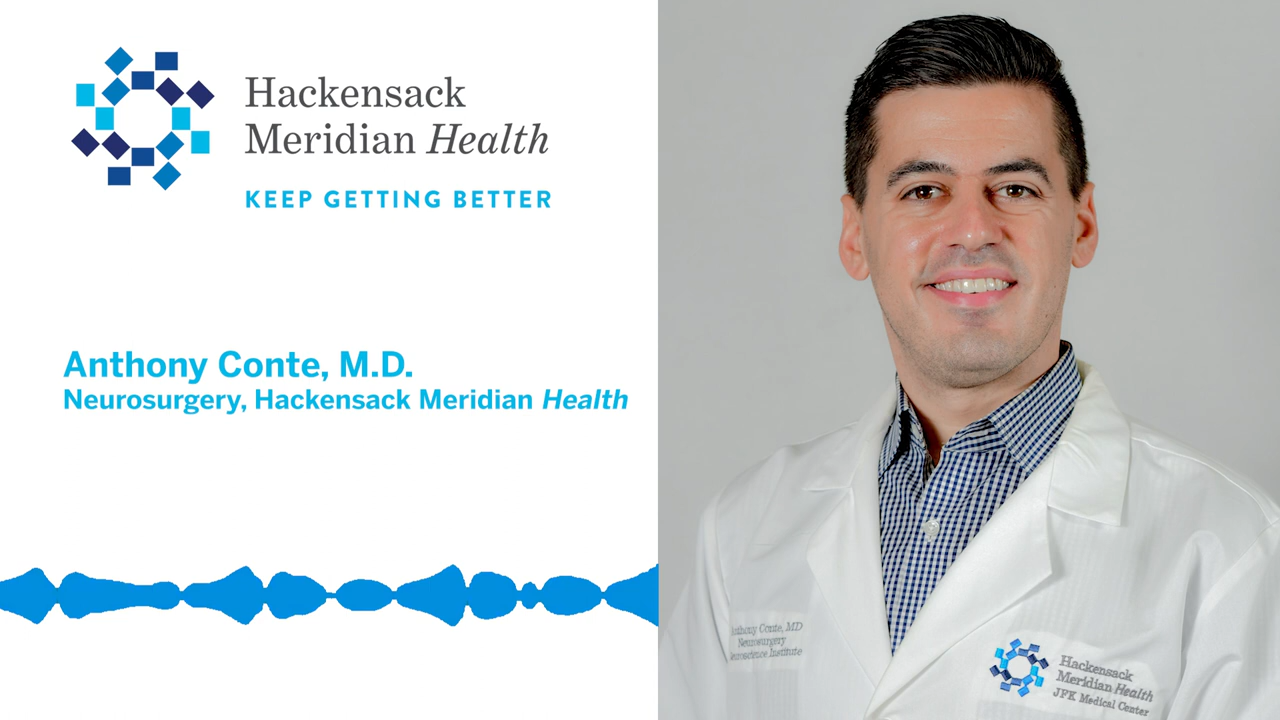 Hackensack
Meridian Health
KEEP GETTING BETTER
Anthony Conte, M.D.
Neurosurgery, Hackensack Meridian Health
Anthony Conte, MD
Neurosurgery
Neuroscience Institute
Hackensack
Meridian Health
JFK Medical Center